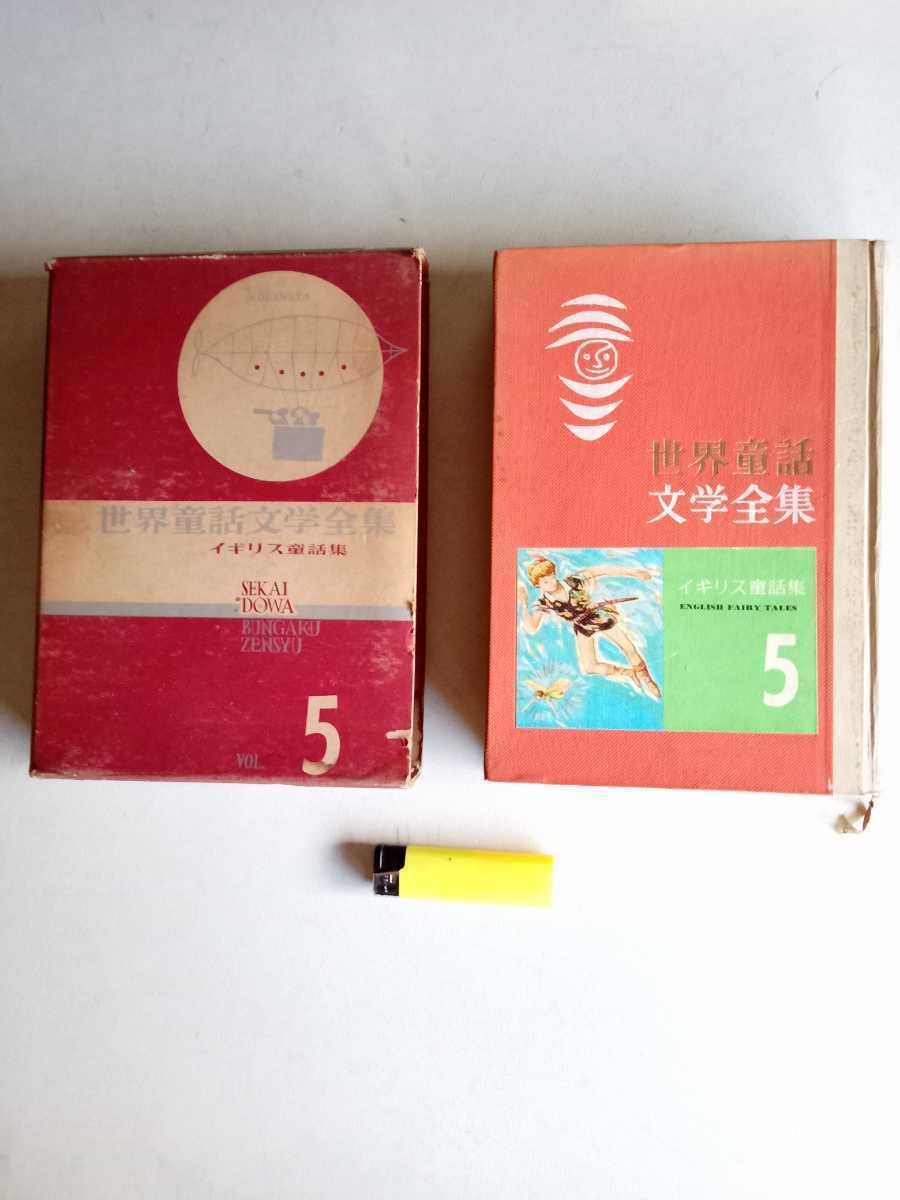 KODANSYA
世界童話文学全集
イギリス童話集
SEKAI
DOWA
BUNGAKU
ZENSYU
VOL. 5
世界童話
文学全集
イギリス童話集
ENGLISH FAIRY TALES
5